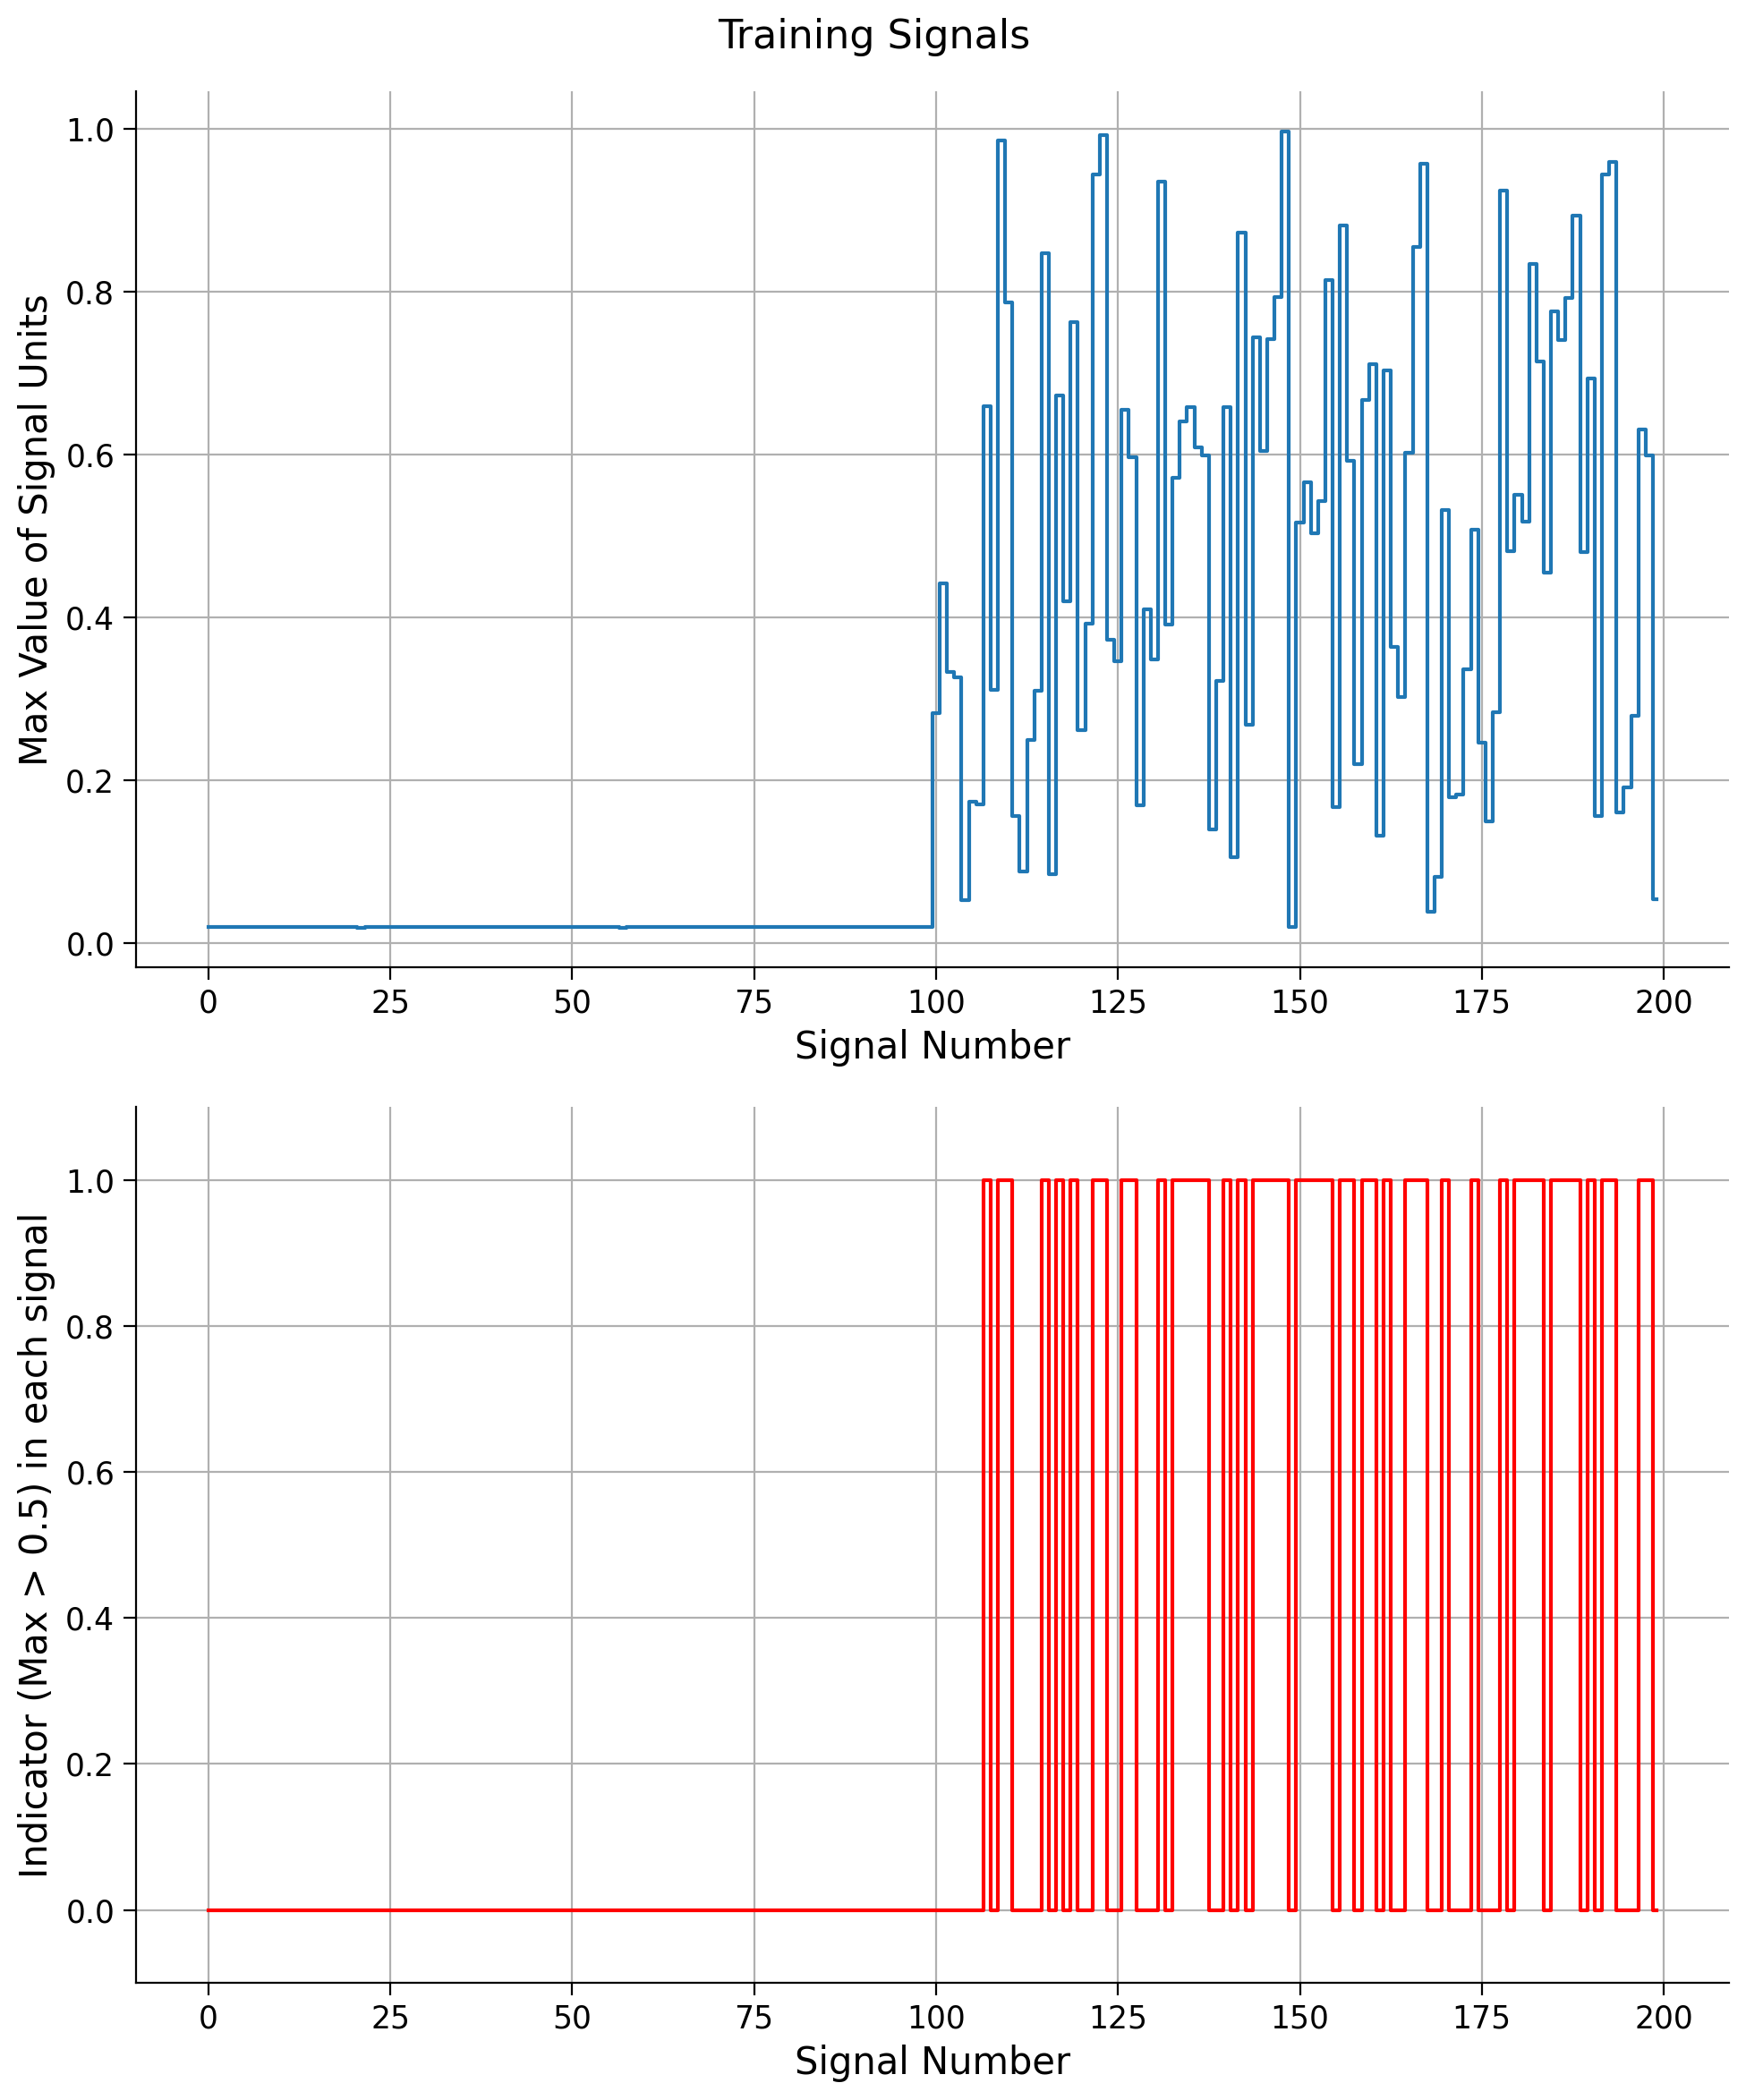 Training Signals
Max Value of Signal Units
1.0
0.8
0.6
0.4
0.2
0.0
0 25 50 75 100 125 150 175 200
Signal Number
Indicator (Max > 0.5) in each signal
1.0
0.8
0.6
0.4
0.2
0.0
0 25 50 75 100 125 150 175 200
Signal Number